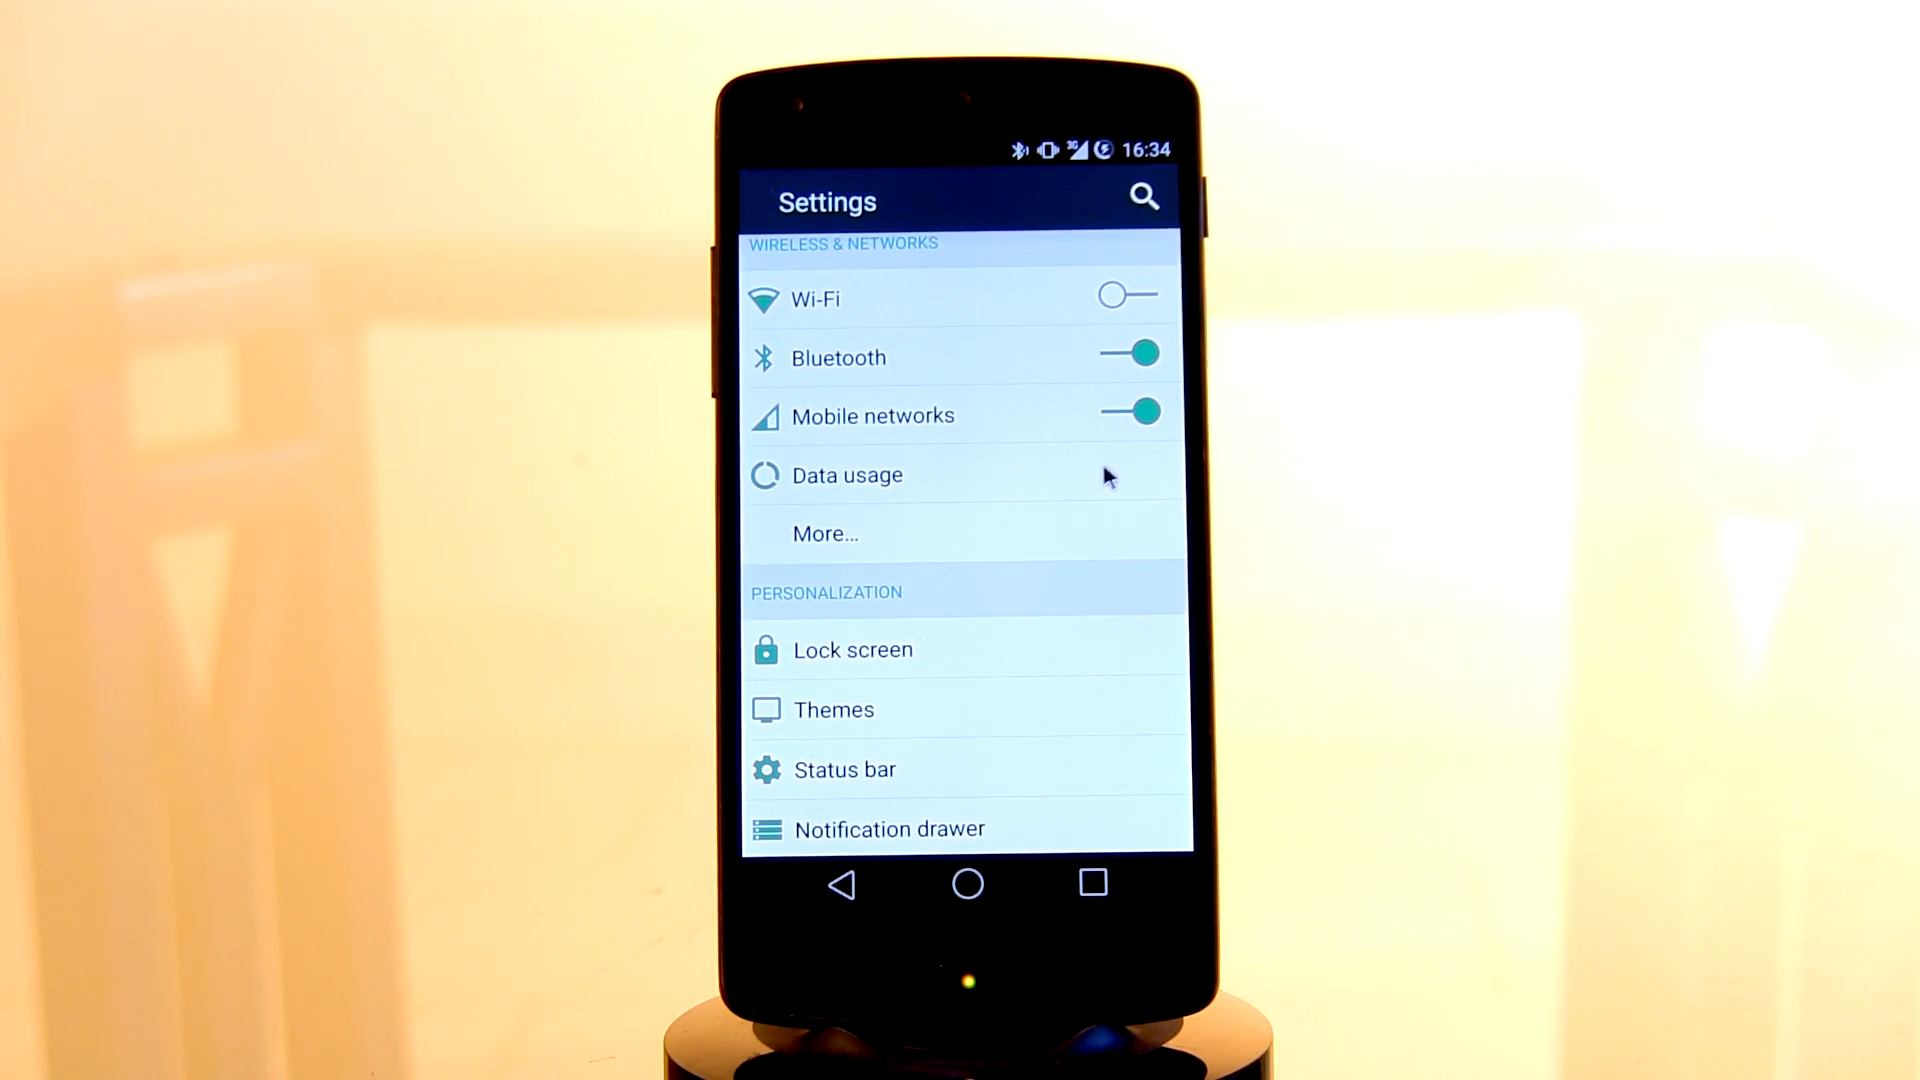 3G 16:34
Settings
WIRELESS & NETWORKS
Wi-Fi
Bluetooth
Mobile networks
Data usage
More...
PERSONALIZATION
Lock screen
Themes
Status bar
Notification drawer